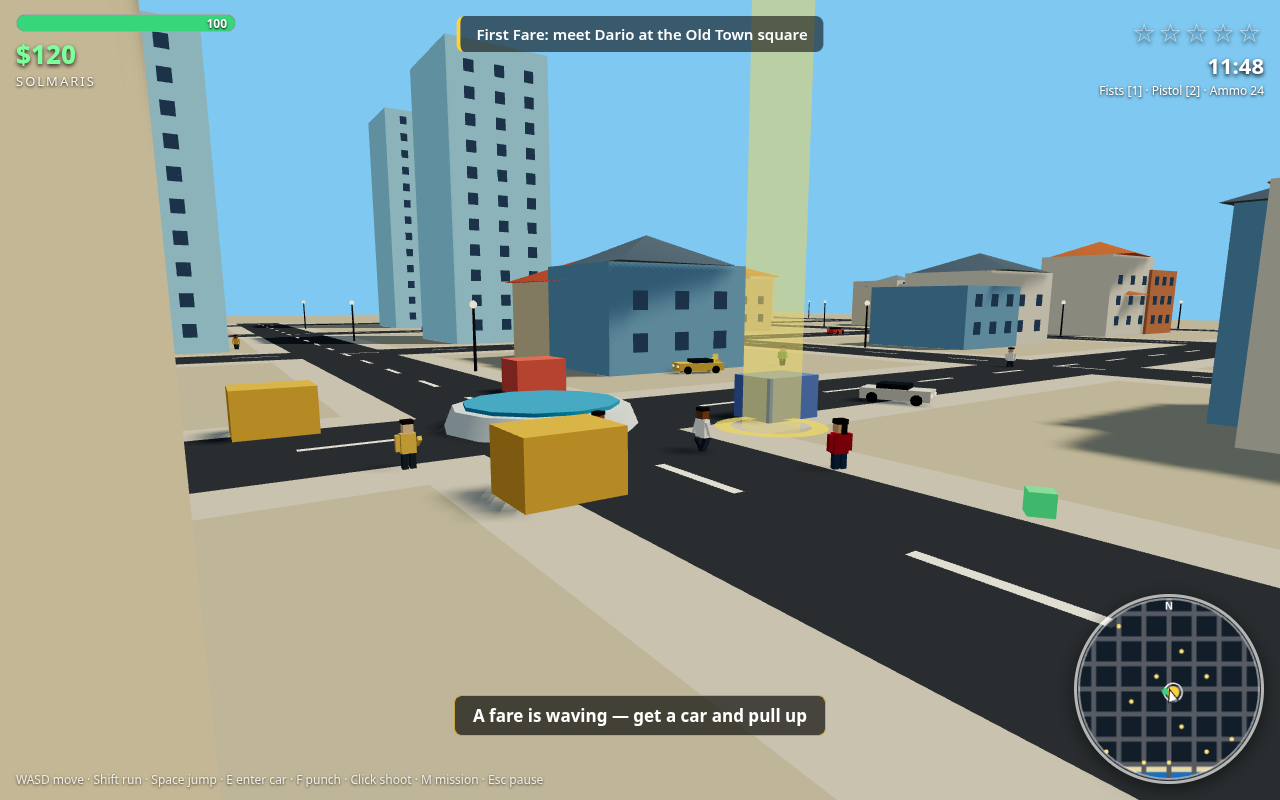 100
$120
SOLMARIS
First Fare: meet Dario at the Old Town square
☆☆☆☆☆
11:48
Fists [1] · Pistol [2] · Ammo 24
N
A fare is waving — get a car and pull up
WASD move · Shift run · Space jump · E enter car · F punch · Click shoot · M mission · Esc pause